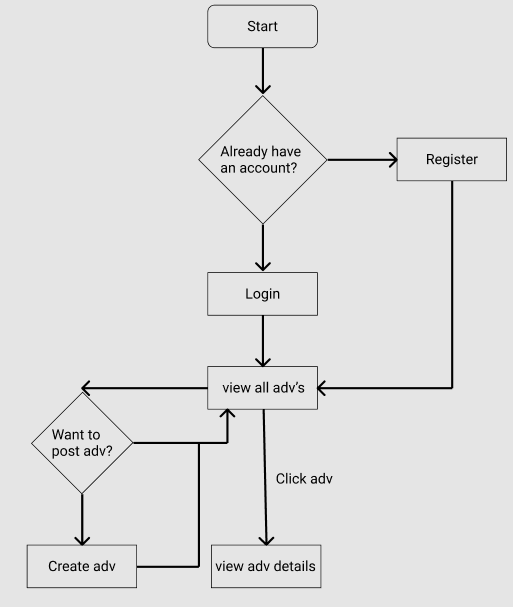 Start
Already have
an account?
Register
Login
view all adv's
Want to
post adv?
Click adv
Create adv
view adv details